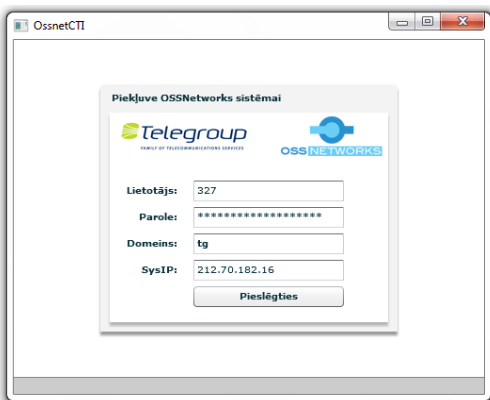 OssnetCTI
Piekļuve OSSNetworks sistēmai
Telegroup
FAMILY OF TELECOMMUNICATIONS SERVICES
OSS NETWORKS
Lietotājs: 327
Parole: *******************
Domeins: tg
SysIP: 212.70.182.16
Pieslēgties